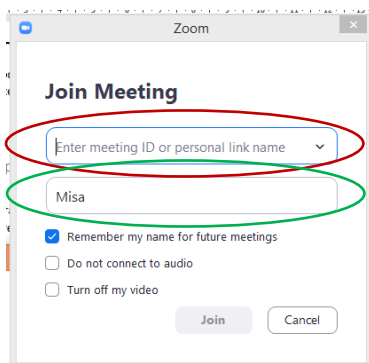 Zoom
Join Meeting
Enter meeting ID or personal link name
Misa
Remember my name for future meetings
Do not connect to audio
Turn off my video
Join Cancel